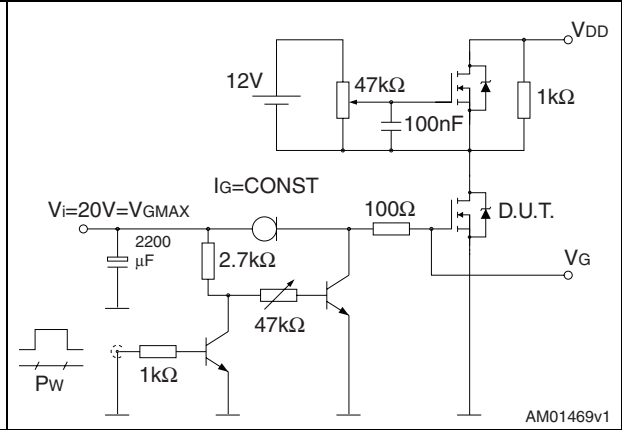 VDD
12V
47kΩ
1kΩ
100nF
IG=CONST
Vi=20V=VGMAX
100Ω
D.U.T.
2200
μF
2.7kΩ
VG
47kΩ
1kΩ
PW
AM01469v1